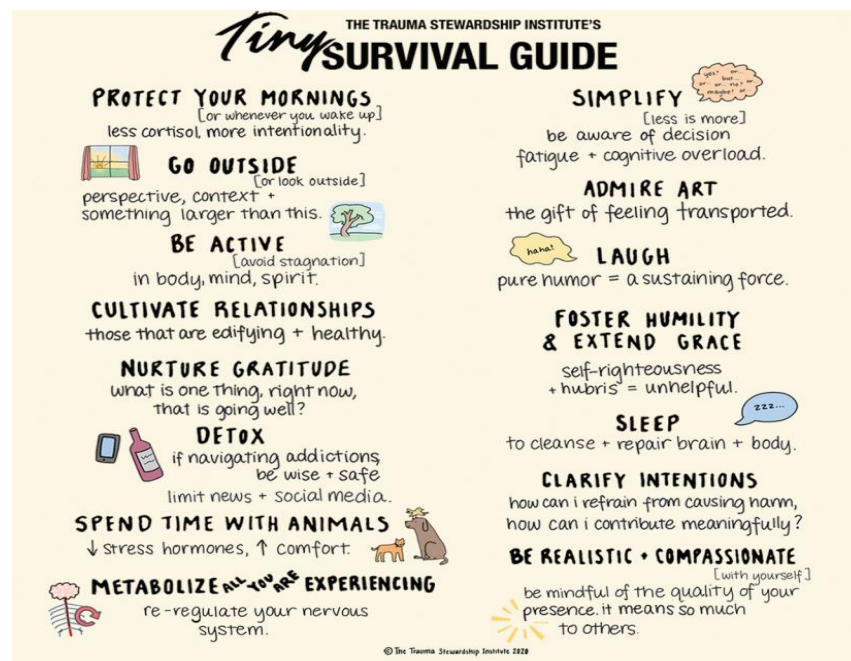 THE TRAUMA STEWARDSHIP INSTITUTE'S
Tiny SURVIVAL GUIDE
PROTECT YOUR MORNINGS
[or whenever you wake up]
less cortisol, more intentionality.
GO OUTSIDE
[or look outside]
perspective, context +
something larger than this.
BE ACTIVE
[avoid stagnation]
in body, mind, spirit.
CULTIVATE RELATIONSHIPS
those that are edifying + healthy.
NURTURE GRATITUDE
what is one thing, right now,
that is going well?
DETOX
if navigating addictions,
be wise + safe
limit news + social media.
SPEND TIME WITH ANIMALS
↓ stress hormones, ↑ comfort.
METABOLIZE ALL YOU ARE EXPERIENCING
re-regulate your nervous
system.
yes? or...
but...
or... or... no?
maybe? or
SIMPLIFY
[less is more]
be aware of decision
fatigue + cognitive overload.
ADMIRE ART
the gift of feeling transported.
haha!
LAUGH
pure humor = a sustaining force.
FOSTER HUMILITY
& EXTEND GRACE
self-righteousness
+ hubris = unhelpful.
zzz...
SLEEP
to cleanse + repair brain + body.
CLARIFY INTENTIONS
how can i refrain from causing harm,
how can i contribute meaningfully?
BE REALISTIC + COMPASSIONATE
[with yourself]
be mindful of the quality of your
presence. it means so much
to others.
© The Trauma Stewardship Institute 2020